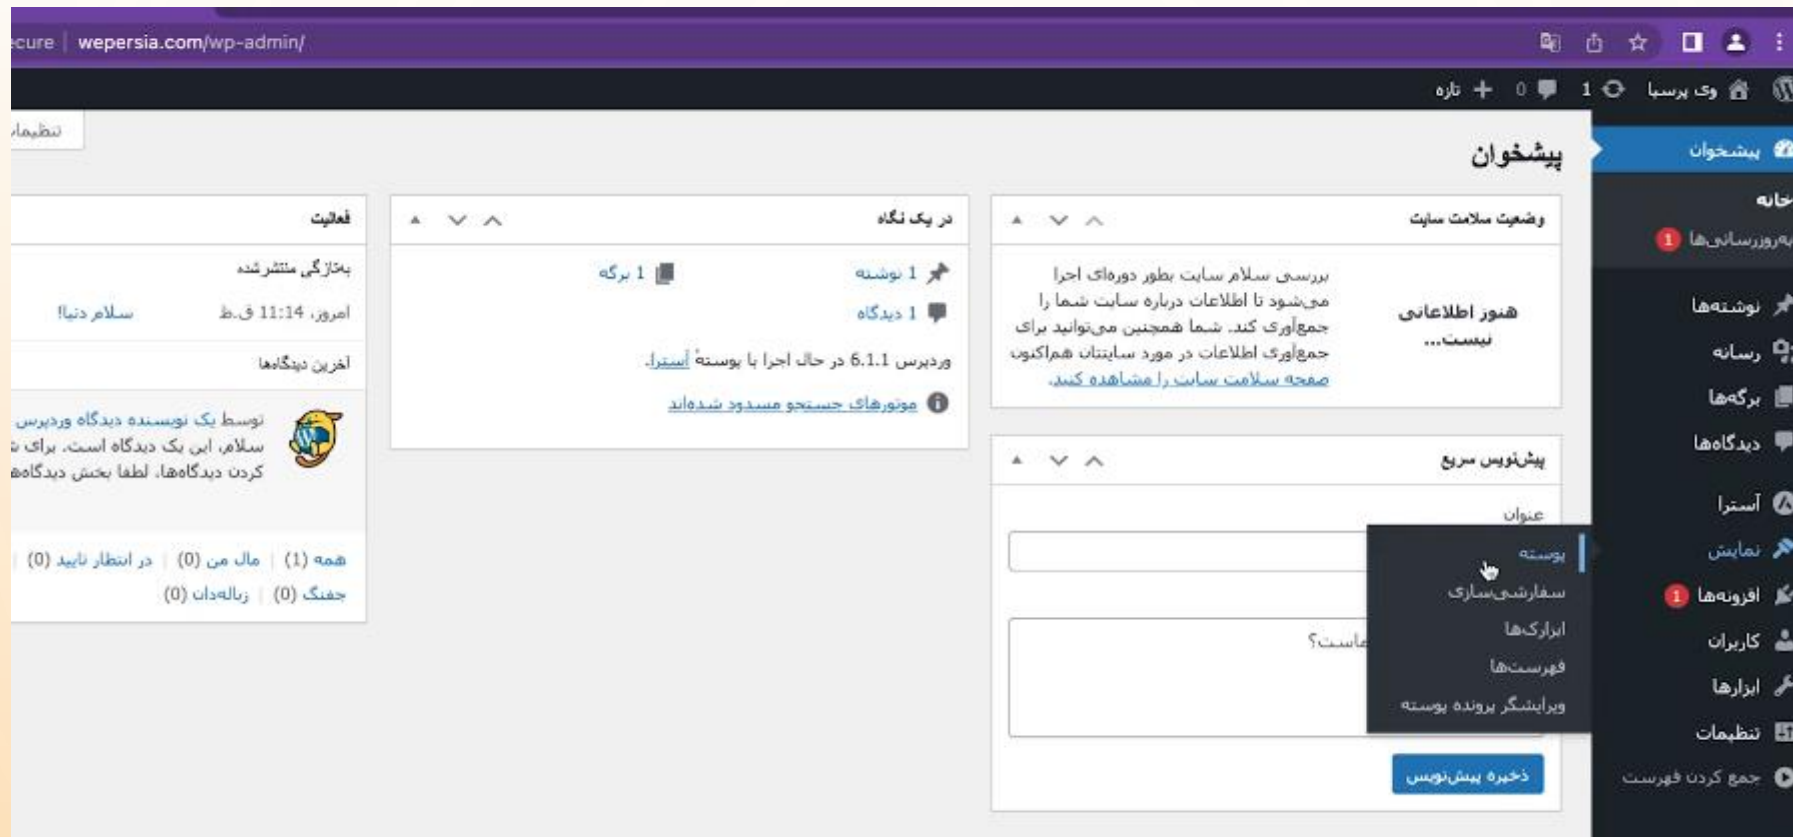 ecure | wepersia.com/wp-admin/
وی پرسیا 1 0 + تازه
تنظیمات
پیشخوان
خانه
به‌روزرسانی‌ها 1
نوشته‌ها
رسانه
برگه‌ها
دیدگاه‌ها
آسترا
نمایش
افزونه‌ها 1
کاربران
ابزارها
تنظیمات
جمع کردن فهرست
پوسته
سفارشی‌سازی
ابزارک‌ها
فهرست‌ها
ویرایشگر پرونده پوسته
پیشخوان
وضعیت سلامت سایت
هنوز اطلاعاتی
نیست...
بررسی سلام سایت بطور دوره‌ای اجرا
می‌شود تا اطلاعات درباره سایت شما را
جمع‌آوری کند. شما همچنین می‌توانید برای
جمع‌آوری اطلاعات در مورد سایتتان هم‌اکنون
صفحه سلامت سایت را مشاهده کنید.
پیش‌نویس سریع
عنوان
ماست؟
ذخیره پیش‌نویس
در یک نگاه
1 نوشته 1 برگه
1 دیدگاه
وردپرس 6.1.1 در حال اجرا با پوستهٔ آسترا.
موتورهای جستجو مسدود شده‌اند
فعالیت
به‌تازگی منتشر شده
امروز، 11:14 ق.ظ سلام دنیا!
آخرین دیدگاه‌ها
توسط یک نویسنده دیدگاه وردپرس
سلام، این یک دیدگاه است. برای
کردن دیدگاه‌ها، لطفا بخش دیدگاه‌ه
همه (1) | مال من (0) | در انتظار تایید (0) |
جفنگ (0) | زباله‌دان (0)